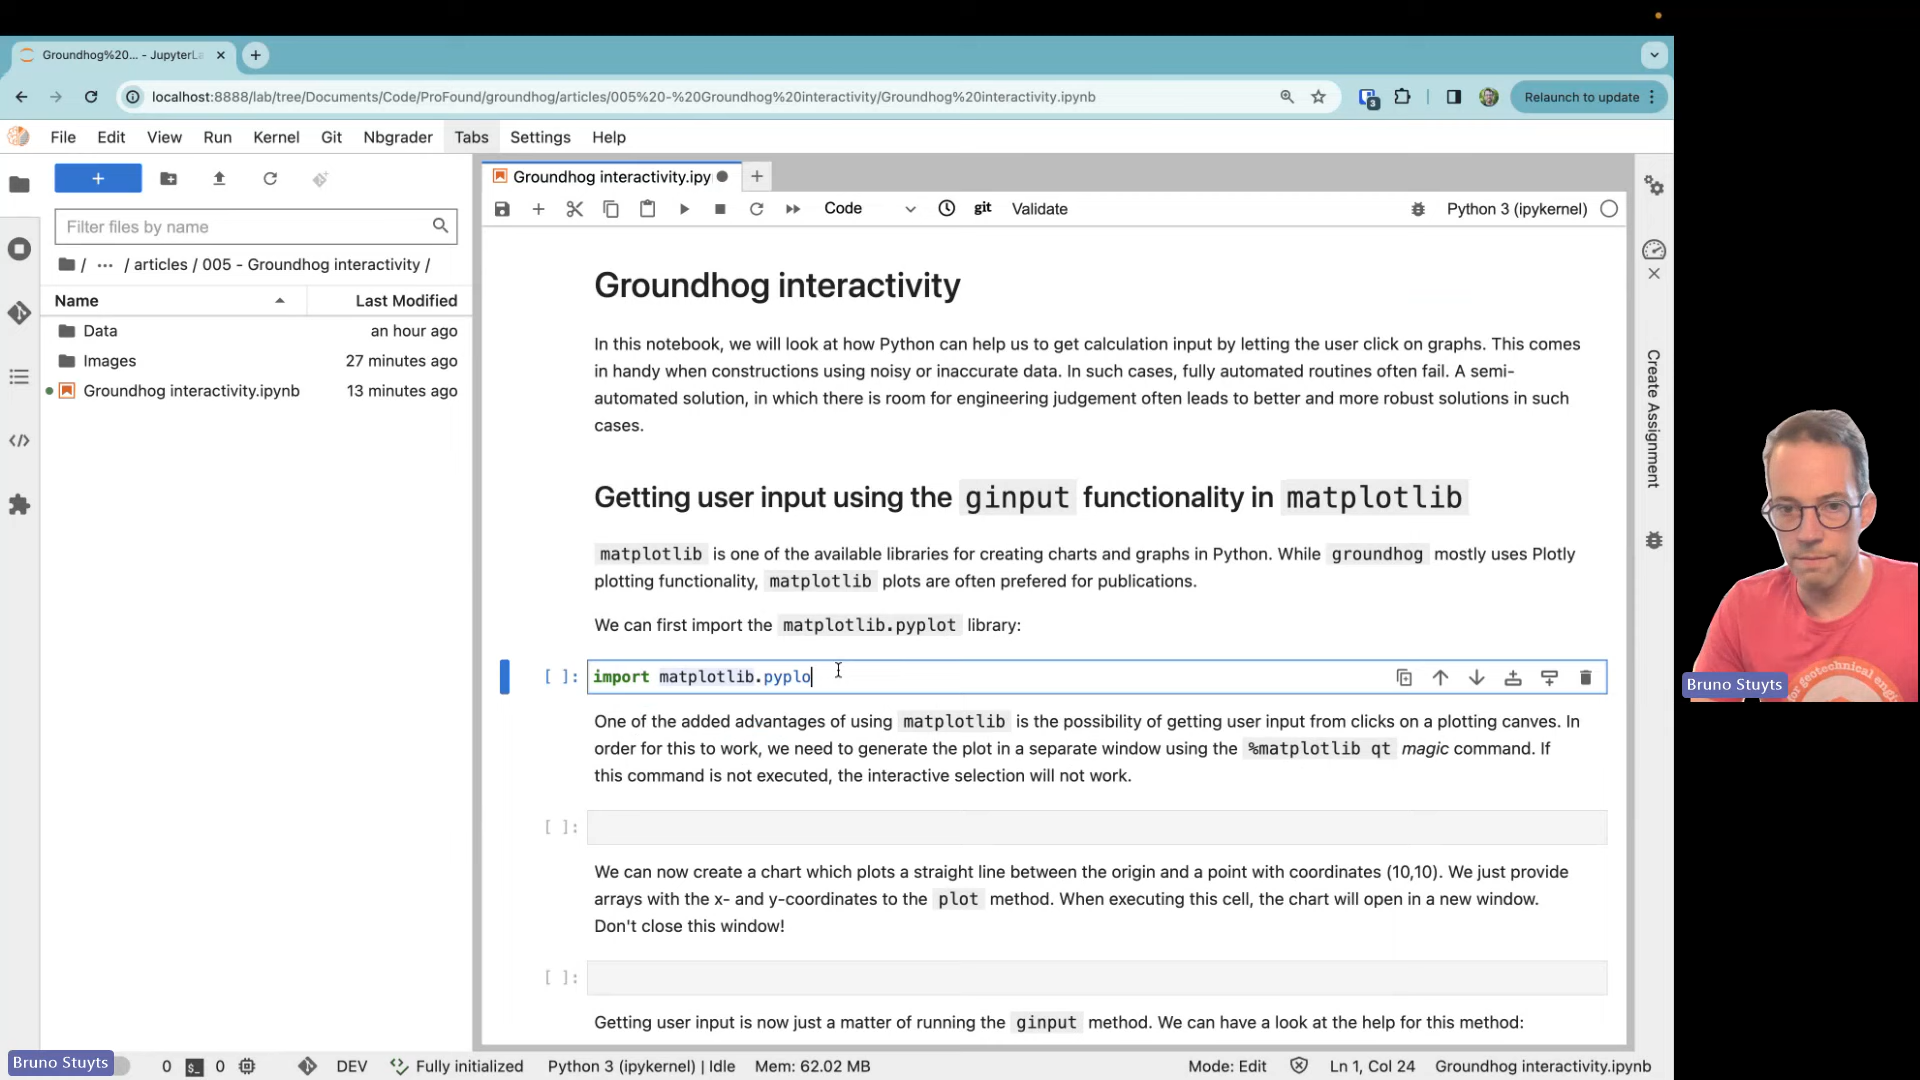 Groundhog%20... - JupyterLa
localhost:8888/lab/tree/Documents/Code/ProFound/groundhog/articles/005%20-%20Groundhog%20interactivity/Groundhog%20interactivity.ipynb
3
Relaunch to update
File Edit View Run Kernel Git Nbgrader Tabs Settings Help
Groundhog interactivity.ipy
Code
git
Validate
Python 3 (ipykernel)
Filter files by name
/ ··· / articles / 005 - Groundhog interactivity /
Name Last Modified
Data an hour ago
Images 27 minutes ago
Groundhog interactivity.ipynb 13 minutes ago
Groundhog interactivity
In this notebook, we will look at how Python can help us to get calculation input by letting the user click on graphs. This comes
in handy when constructions using noisy or inaccurate data. In such cases, fully automated routines often fail. A semi-
automated solution, in which there is room for engineering judgement often leads to better and more robust solutions in such
cases.
Getting user input using the ginput functionality in matplotlib
matplotlib is one of the available libraries for creating charts and graphs in Python. While groundhog mostly uses Plotly
plotting functionality, matplotlib plots are often prefered for publications.
We can first import the matplotlib.pyplot library:
[ ]: import matplotlib.pyplo
One of the added advantages of using matplotlib is the possibility of getting user input from clicks on a plotting canves. In
order for this to work, we need to generate the plot in a separate window using the %matplotlib qt magic command. If
this command is not executed, the interactive selection will not work.
[ ]:
We can now create a chart which plots a straight line between the origin and a point with coordinates (10,10). We just provide
arrays with the x- and y-coordinates to the plot method. When executing this cell, the chart will open in a new window.
Don't close this window!
[ ]:
Getting user input is now just a matter of running the ginput method. We can have a look at the help for this method:
Create Assignment
Bruno Stuyts
for geotechnical
Bruno Stuyts
0 $_ 0 DEV Fully initialized Python 3 (ipykernel) | Idle Mem: 62.02 MB Mode: Edit Ln 1, Col 24 Groundhog interactivity.ipynb